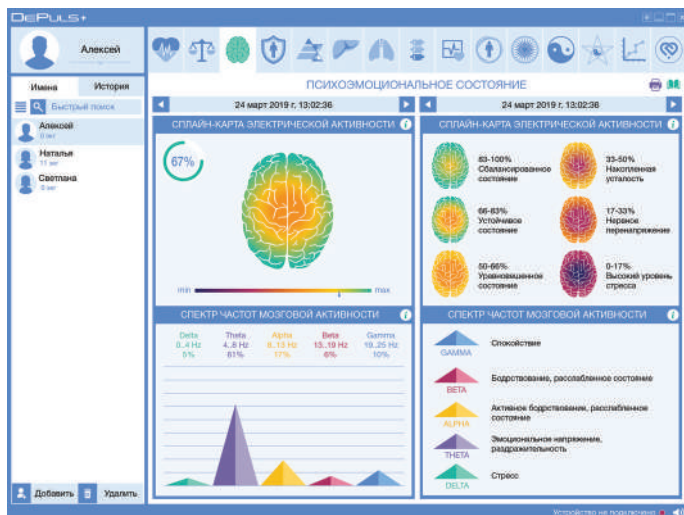 DePuls+
Алексей
Имена
История
Быстрый поиск
Алексей
0 лет
Наталья
11 лет
Светлана
0 лет
Добавить
Удалить
ПСИХОЭМОЦИОНАЛЬНОЕ СОСТОЯНИЕ
24 март 2019 г. 13:02:36
СПЛАЙН-КАРТА ЭЛЕКТРИЧЕСКОЙ АКТИВНОСТИ
67%
min
max
СПЕКТР ЧАСТОТ МОЗГОВОЙ АКТИВНОСТИ
Delta Theta Alpha Beta Gamma
0..4 Hz 4..8 Hz 8..13 Hz 13..19 Hz 19..25 Hz
5% 61% 17% 6% 10%
24 март 2019 г. 13:02:36
СПЛАЙН-КАРТА ЭЛЕКТРИЧЕСКОЙ АКТИВНОСТИ
83-100%
Сбалансированное
состояние
33-50%
Накопленная
усталость
66-83%
Устойчивое
состояние
17-33%
Нервное
перенапряжение
50-66%
Уравновешенное
состояние
0-17%
Высокий уровень
стресса
СПЕКТР ЧАСТОТ МОЗГОВОЙ АКТИВНОСТИ
GAMMA
Спокойствие
BETA
Бодрствование, расслабленное состояние
ALPHA
Активное бодрствование, расслабленное
состояние
THETA
Эмоциональное напряжение,
раздражительность
DELTA
Стресс
Устройство не подключено